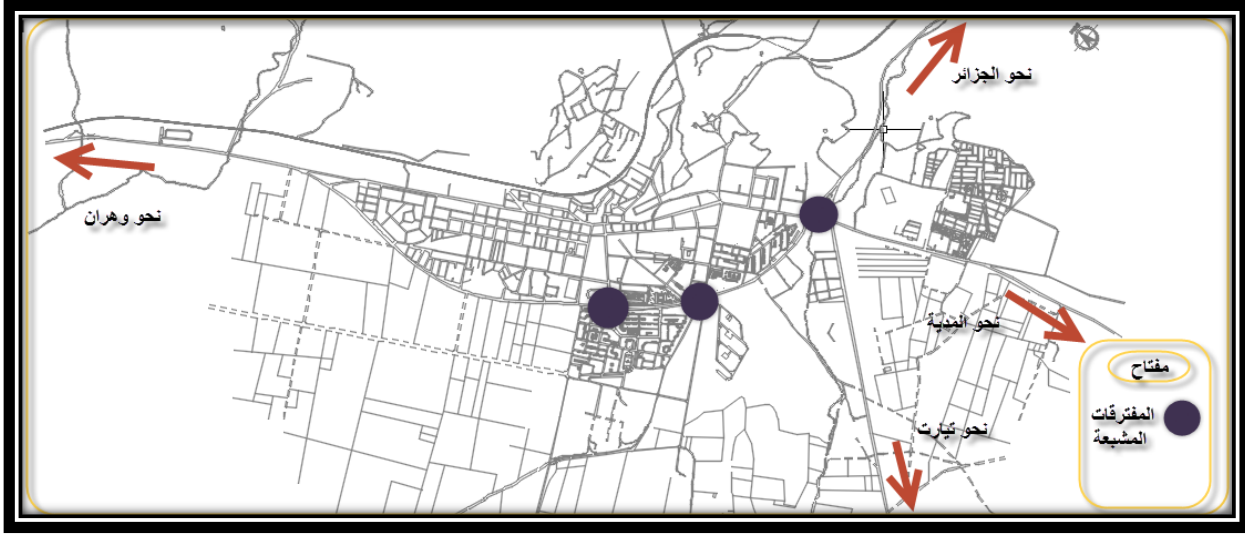 نحو الجزائر
نحو وهران
نحو المدية
نحو تيارت
مفتاح
المفترقات
المشبعة